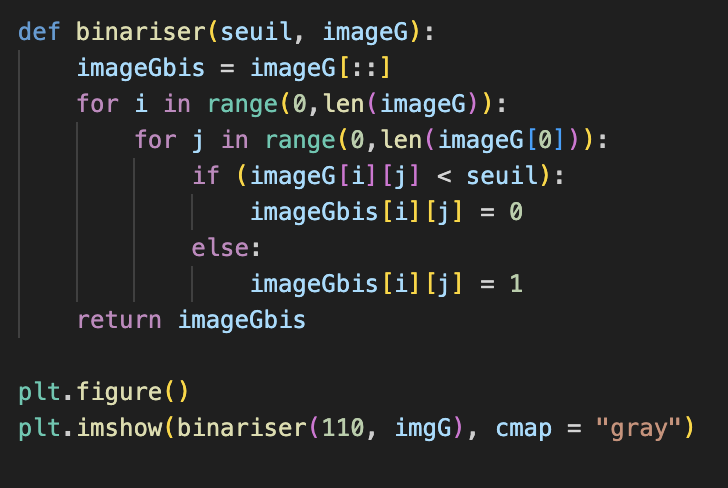 def binariser(seuil, imageG):
    imageGbis = imageG[::]
    for i in range(0,len(imageG)):
        for j in range(0,len(imageG[0])):
            if (imageG[i][j] < seuil):
                imageGbis[i][j] = 0
            else:
                imageGbis[i][j] = 1
    return imageGbis

plt.figure()
plt.imshow(binariser(110, imgG), cmap = "gray")